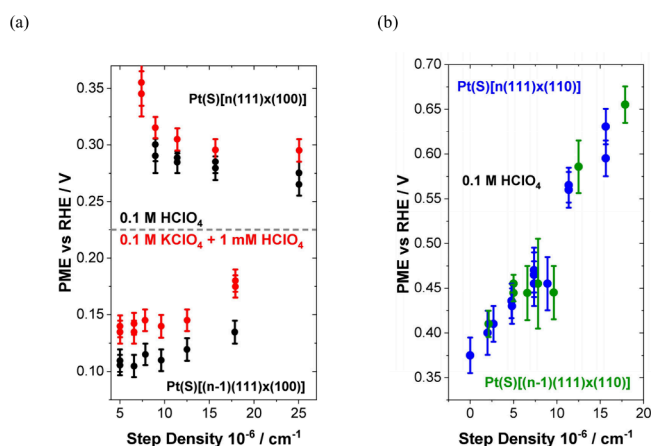 (a)
(b)
0.35
0.30
0.25
0.20
0.15
0.10
PME vs RHE / V
Pt(S)[n(111)x(100)]
0.1 M HClO₄
0.1 M KClO₄ + 1 mM HClO₄
Pt(S)[(n-1)(111)x(100)]
5 10 15 20 25
Step Density 10⁻⁶ / cm⁻¹
0.70
0.65
0.60
0.55
0.50
0.45
0.40
0.35
PME vs RHE / V
Pt(S)[n(111)x(110)]
0.1 M HClO₄
Pt(S)[(n-1)(111)x(110)]
0 5 10 15 20
Step Density 10⁻⁶ / cm⁻¹